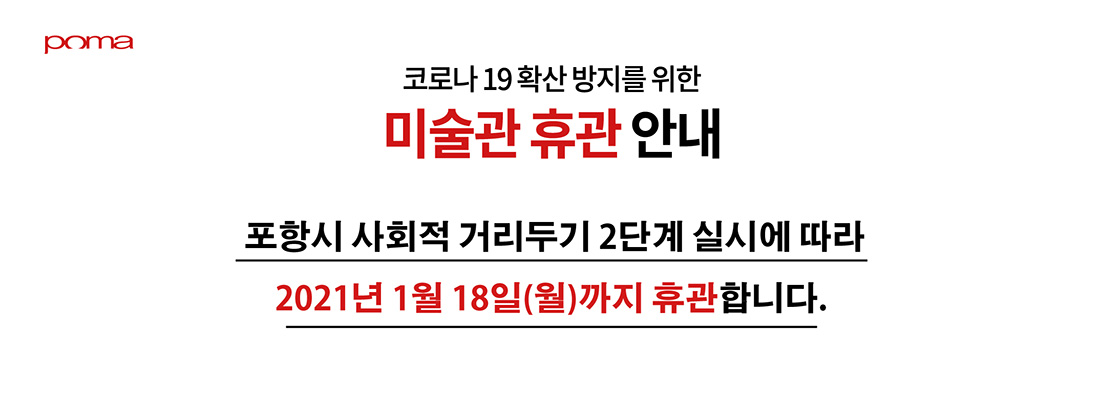 poma
코로나 19 확산 방지를 위한
미술관 휴관 안내
포항시 사회적 거리두기 2단계 실시에 따라
2021년 1월 18일(월)까지 휴관합니다.